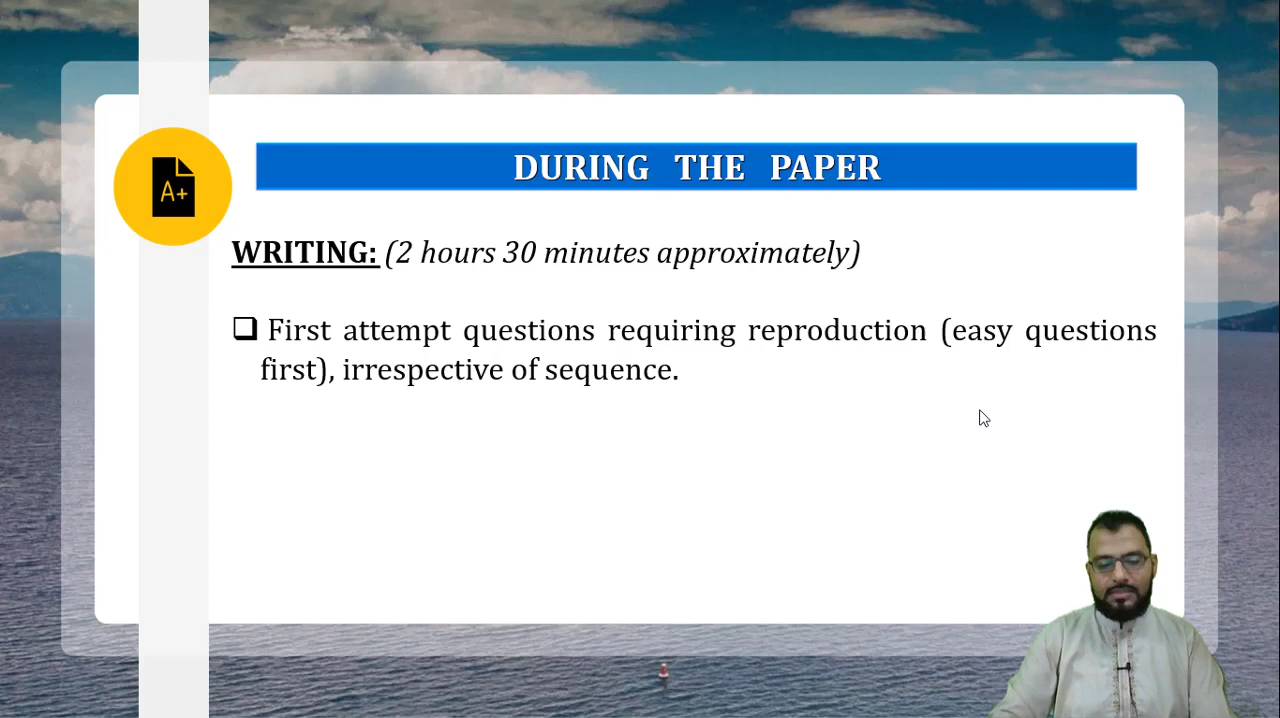 DURING THE PAPER
A+
WRITING: (2 hours 30 minutes approximately)
First attempt questions requiring reproduction (easy questions
first), irrespective of sequence.